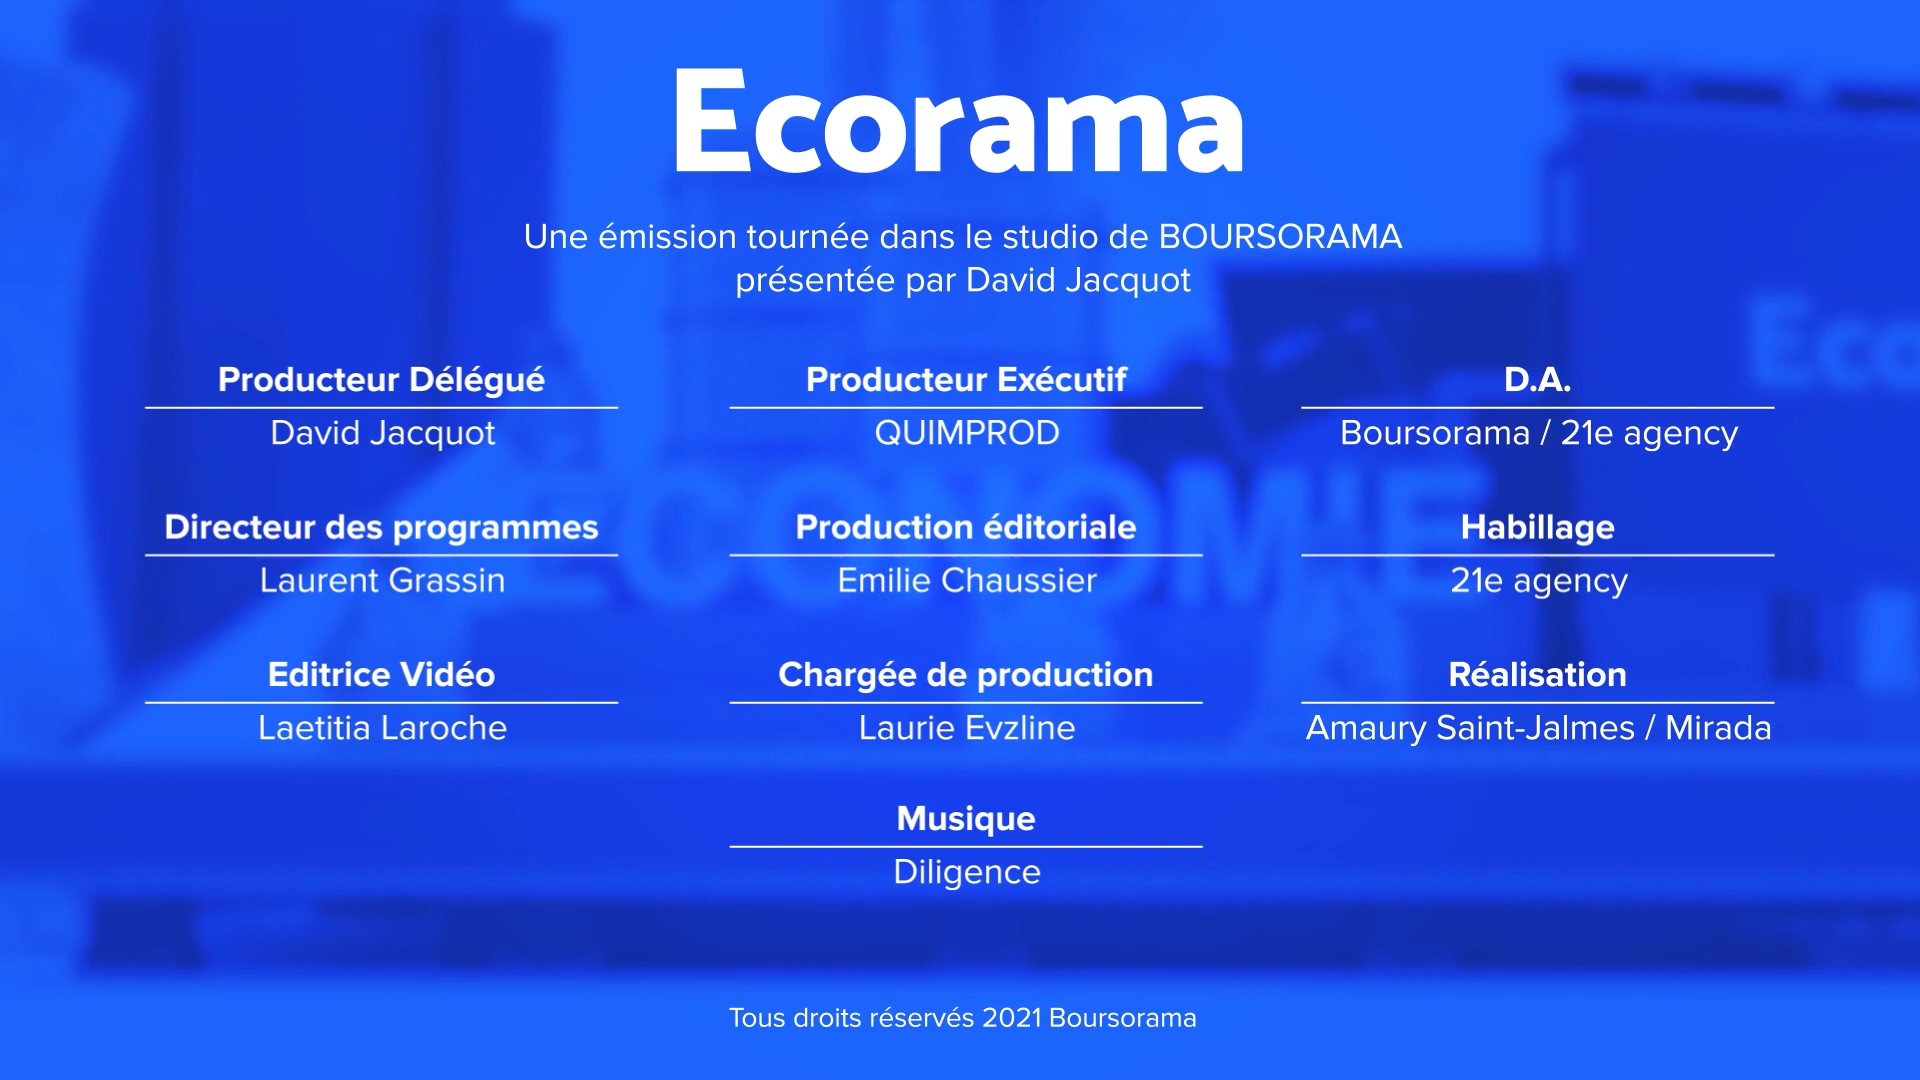 Ecorama
Une émission tournée dans le studio de BOURSORAMA
présentée par David Jacquot
Producteur Délégué
David Jacquot
Producteur Exécutif
QUIMPROD
D.A.
Boursorama / 21e agency
Directeur des programmes
Laurent Grassin
Production éditoriale
Emilie Chaussier
Habillage
21e agency
Editrice Vidéo
Laetitia Laroche
Chargée de production
Laurie Evzline
Réalisation
Amaury Saint-Jalmes / Mirada
Musique
Diligence
Tous droits réservés 2021 Boursorama
ECONOMIE
Eco